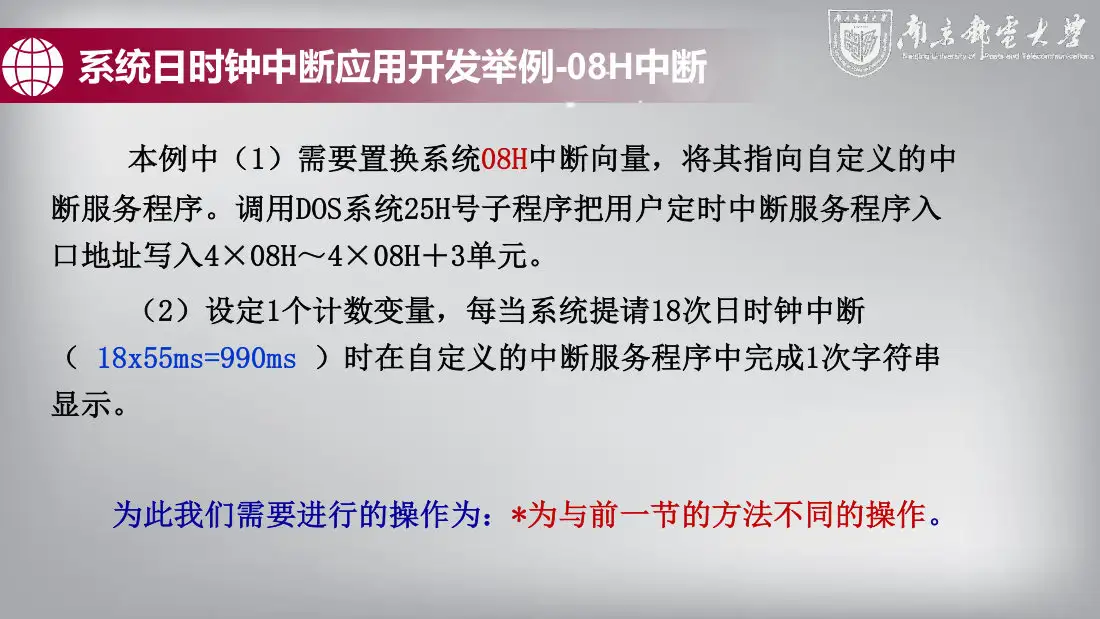 系统日时钟中断应用开发举例-08H中断
南京邮电大学
Nanjing University of Posts and Telecommunications
本例中（1）需要置换系统08H中断向量，将其指向自定义的中
断服务程序。调用DOS系统25H号子程序把用户定时中断服务程序入
口地址写入4×08H～4×08H＋3单元。
（2）设定1个计数变量，每当系统提请18次日时钟中断
（ 18x55ms=990ms ）时在自定义的中断服务程序中完成1次字符串
显示。
为此我们需要进行的操作为：*为与前一节的方法不同的操作。